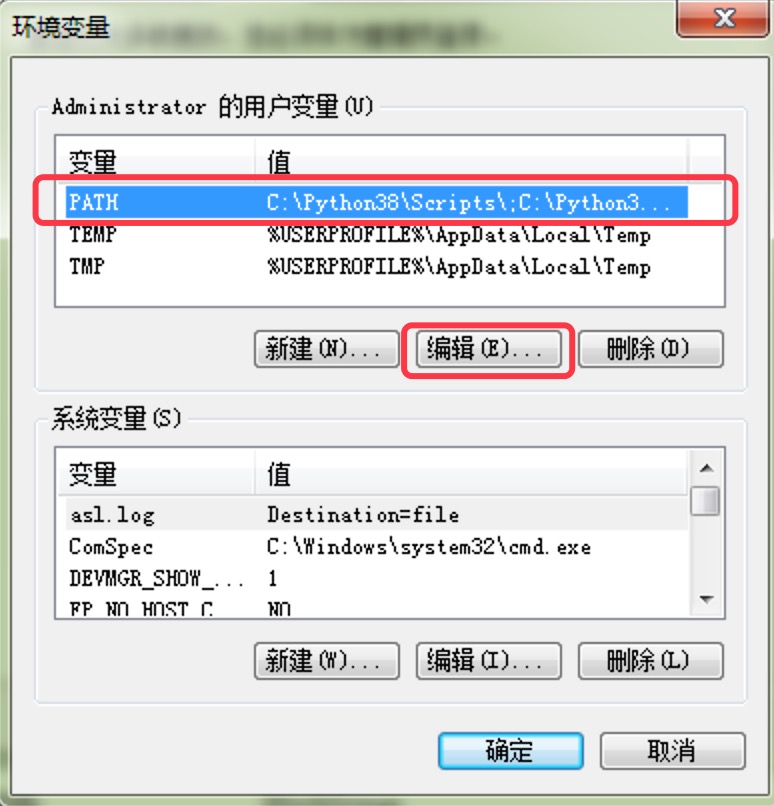 环境变量
Administrator 的用户变量(U)
变量 值
PATH C:\Python38\Scripts\;C:\Python3...
TEMP %USERPROFILE%\AppData\Local\Temp
TMP %USERPROFILE%\AppData\Local\Temp
新建(N)... 编辑(E)... 删除(D)
系统变量(S)
变量 值
asl.log Destination=file
ComSpec C:\Windows\system32\cmd.exe
DEVMGR_SHOW_... 1
FP_NO_HOST_C... NO
新建(W)... 编辑(I)... 删除(L)
确定 取消